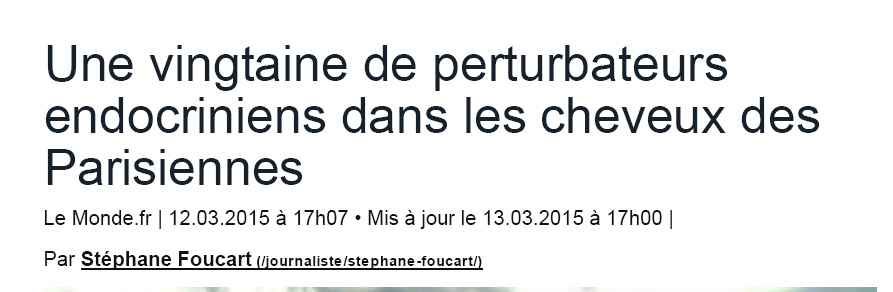 Une vingtaine de perturbateurs
endocriniens dans les cheveux des
Parisiennes
Le Monde.fr | 12.03.2015 à 17h07 • Mis à jour le 13.03.2015 à 17h00 |
Par Stéphane Foucart (/journaliste/stephane-foucart/)